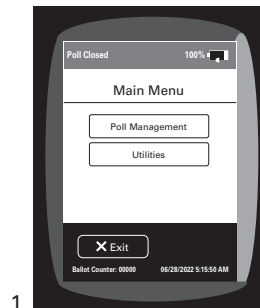 Poll Closed 100%
Main Menu
Poll Management
Utilities
Exit
Ballot Counter: 00000 06/28/2022 5:15:50 AM
1